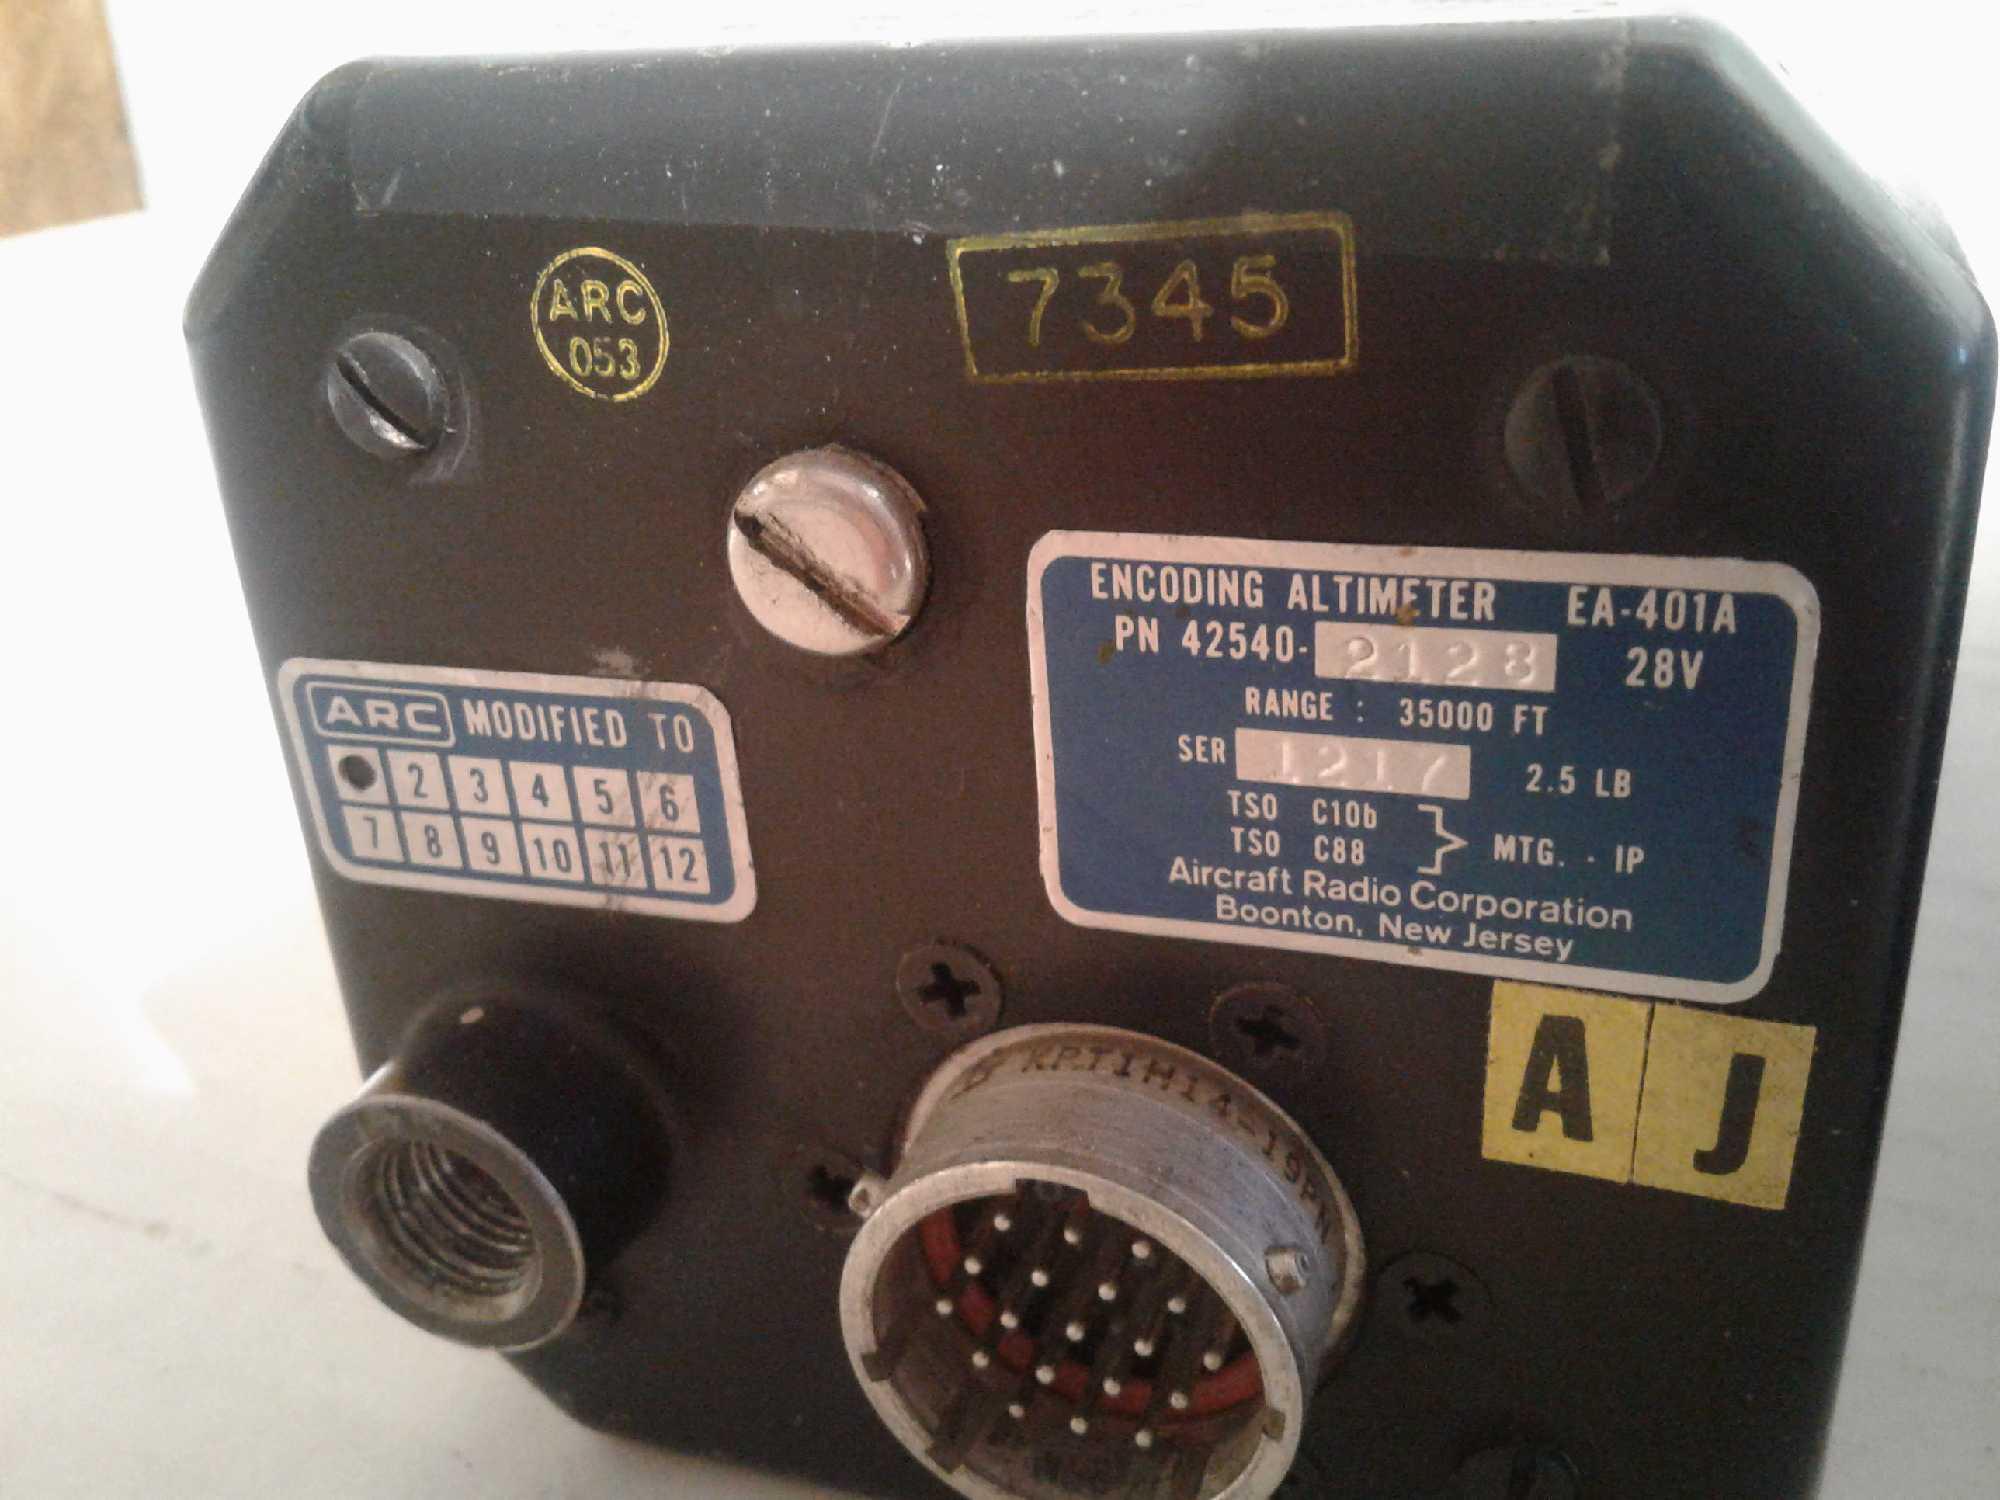 ARC
053
7345
ENCODING ALTIMETER EA-401A
PN 42540-2128 28V
RANGE : 35000 FT
SER 1217 2.5 LB
TSO C10b
TSO C88
MTG. - IP
Aircraft Radio Corporation
Boonton, New Jersey
ARC MODIFIED TO
2 3 4 5 6
7 8 9 10 11 12
A J